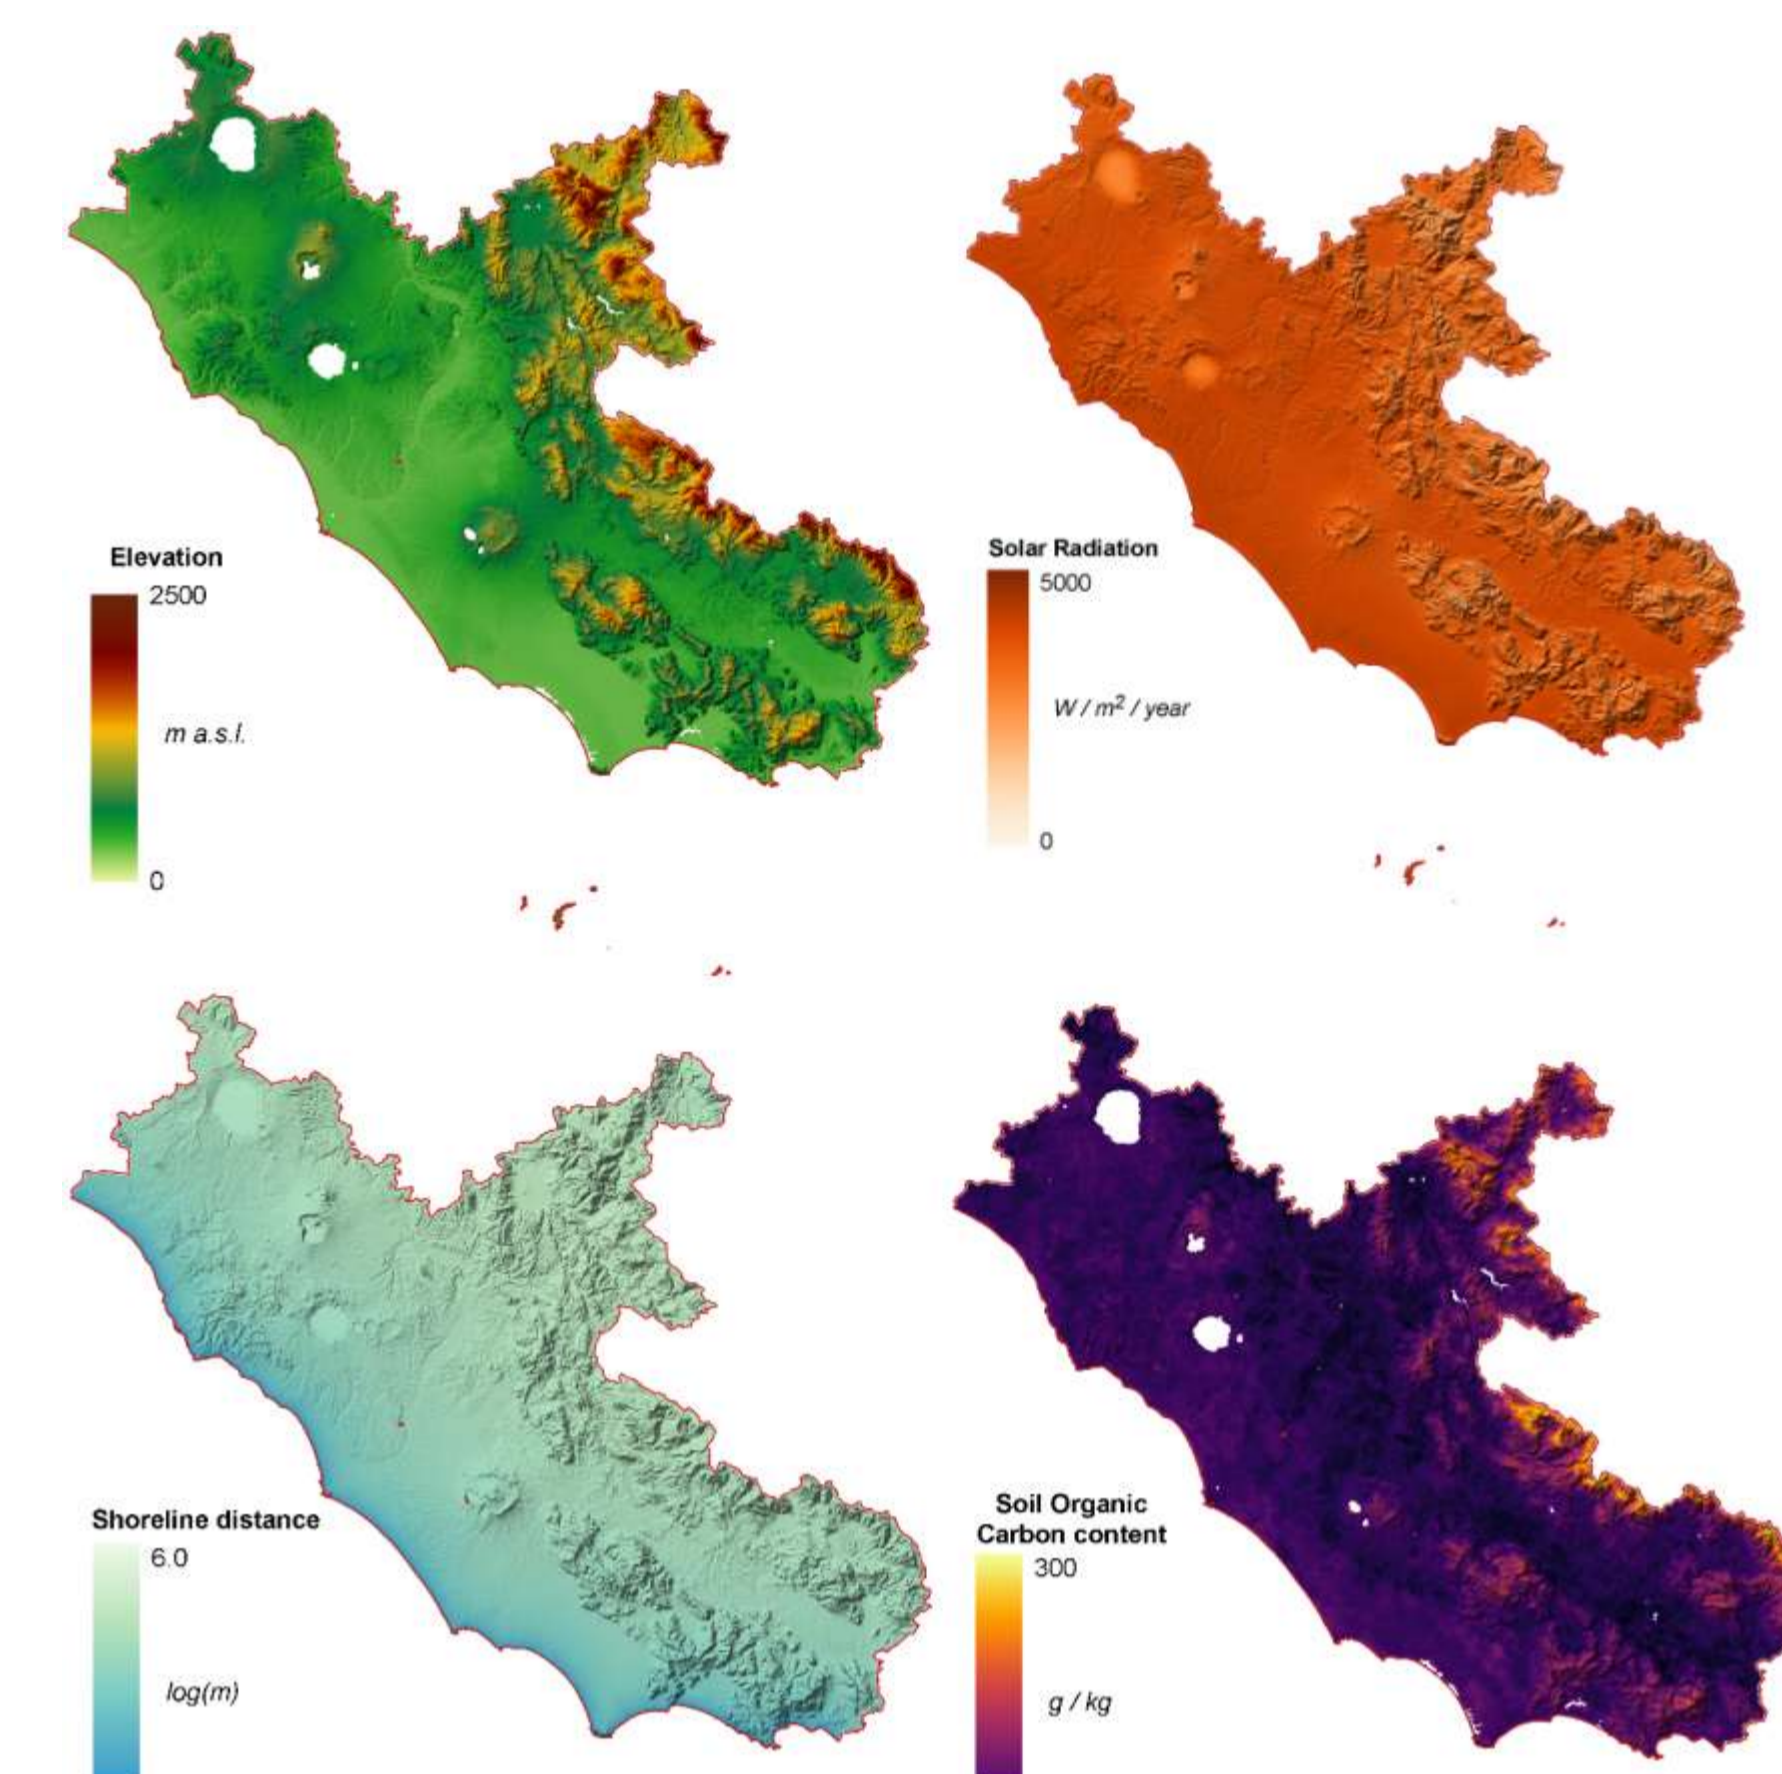 Elevation
2500
m a.s.l.
0
Solar Radiation
5000
W / m² / year
0
Shoreline distance
6.0
log(m)
Soil Organic
Carbon content
300
g / kg